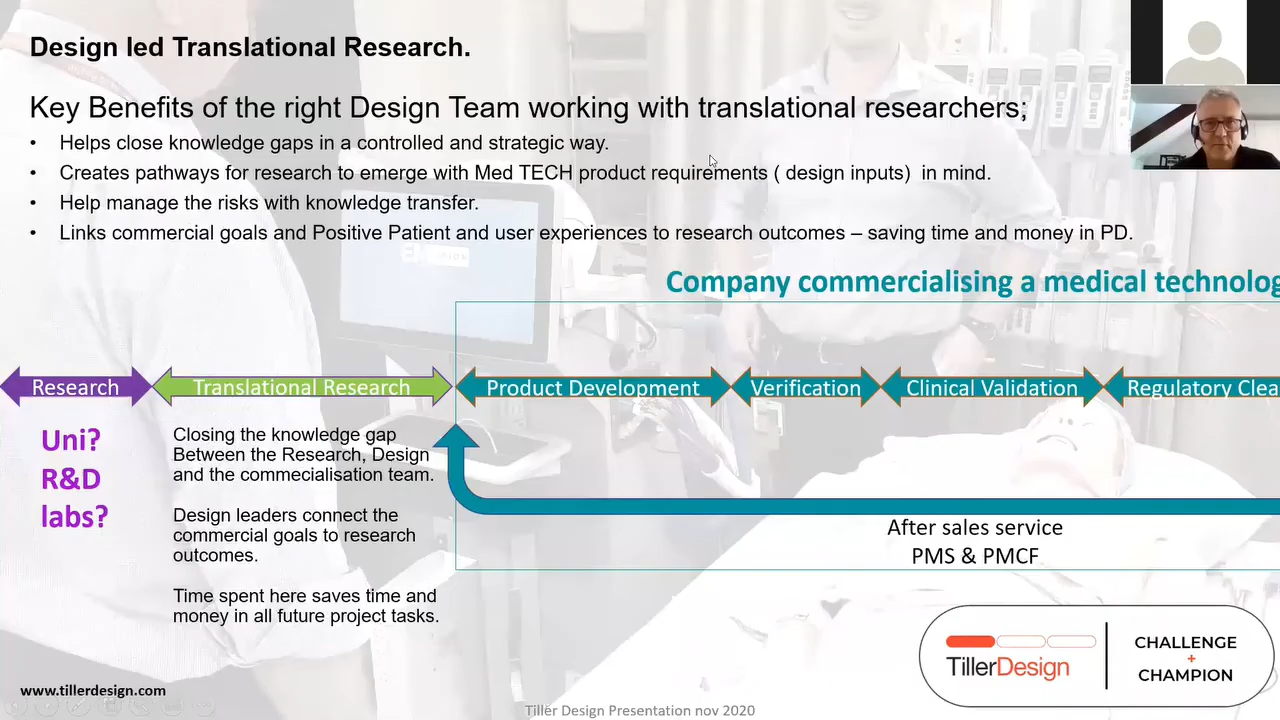 Design led Translational Research.
Key Benefits of the right Design Team working with translational researchers;
• Helps close knowledge gaps in a controlled and strategic way.
• Creates pathways for research to emerge with Med TECH product requirements ( design inputs)  in mind.
• Help manage the risks with knowledge transfer.
• Links commercial goals and Positive Patient and user experiences to research outcomes – saving time and money in PD.
Company commercialising a medical technolog
Research
Translational Research
Product Development
Verification
Clinical Validation
Regulatory Clea
Uni?
R&D
labs?
Closing the knowledge gap
Between the Research, Design
and the commecialisation team.
Design leaders connect the
commercial goals to research
outcomes.
Time spent here saves time and
money in all future project tasks.
After sales service
PMS & PMCF
TillerDesign
CHALLENGE
+
CHAMPION
www.tillerdesign.com
Tiller Design Presentation nov 2020